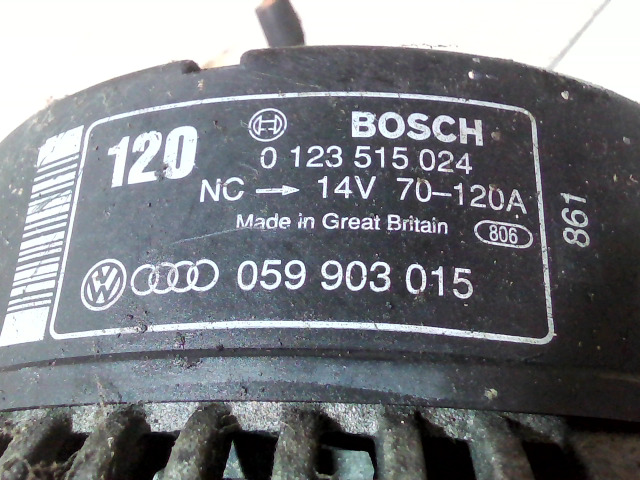 120 BOSCH
0 123 515 024
NC → 14V 70-120A
Made in Great Britain 806
861
059 903 015